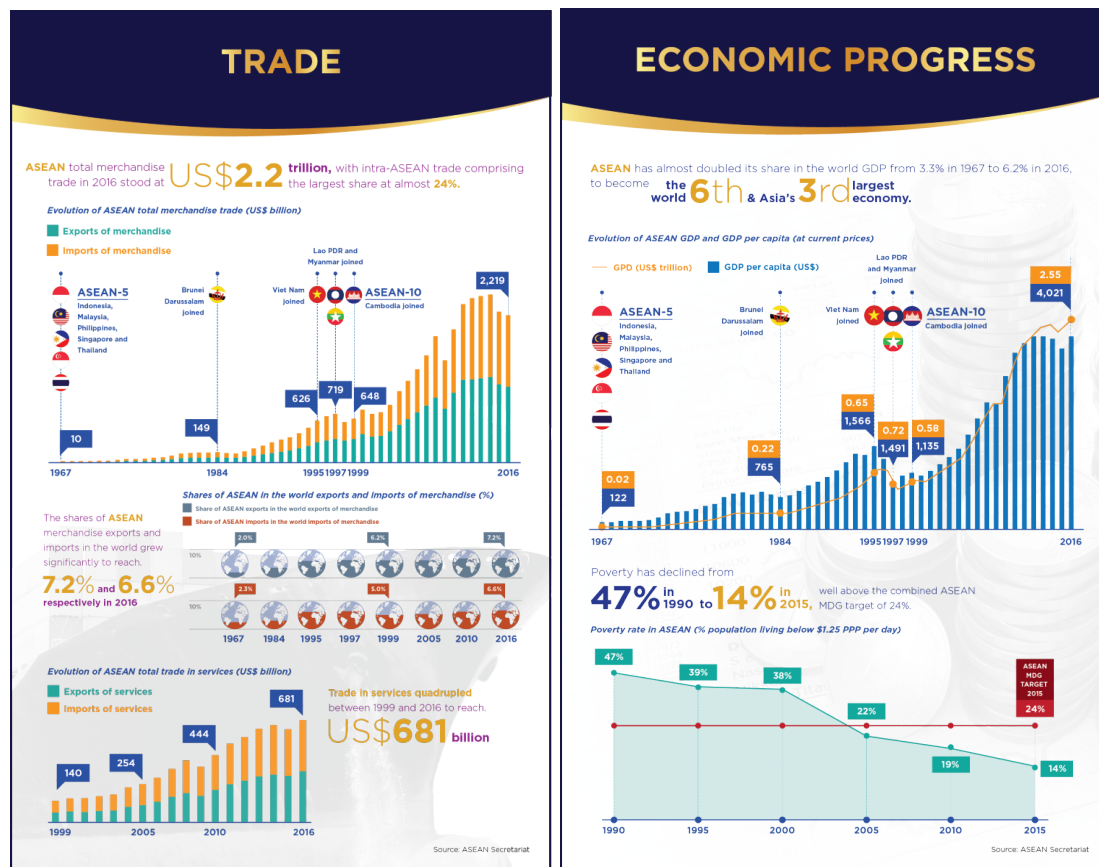 TRADE
ASEAN total merchandise
trade in 2016 stood at
US$2.2
trillion, with intra-ASEAN trade comprising
the largest share at almost 24%.
Evolution of ASEAN total merchandise trade (US$ billion)
Exports of merchandise
Imports of merchandise
ASEAN-5
Indonesia,
Malaysia,
Philippines,
Singapore and
Thailand
Brunei
Darussalam
joined
Viet Nam
joined
Lao PDR and
Myanmar joined
ASEAN-10
Cambodia joined
10
149
626
719
648
2,219
1967
1984
1995
1997
1999
2016
Shares of ASEAN in the world exports and imports of merchandise (%)
Share of ASEAN exports in the world exports of merchandise
Share of ASEAN imports in the world imports of merchandise
The shares of ASEAN
merchandise exports and
imports in the world grew
significantly to reach.
7.2% and 6.6%
respectively in 2016
2.0%
6.2%
7.2%
10%
2.3%
5.0%
6.6%
10%
1967
1984
1995
1997
1999
2005
2010
2016
Evolution of ASEAN total trade in services (US$ billion)
Exports of services
Imports of services
140
254
444
681
1999
2005
2010
2016
Trade in services quadrupled
between 1999 and 2016 to reach.
US$681 billion
Source: ASEAN Secretariat
ECONOMIC PROGRESS
ASEAN has almost doubled its share in the world GDP from 3.3% in 1967 to 6.2% in 2016,
to become the world 6th & Asia's 3rd largest economy.
Evolution of ASEAN GDP and GDP per capita (at current prices)
GPD (US$ trillion)
GDP per capita (US$)
ASEAN-5
Indonesia,
Malaysia,
Philippines,
Singapore and
Thailand
Brunei
Darussalam
joined
Viet Nam
joined
Lao PDR
and Myanmar
joined
ASEAN-10
Cambodia joined
0.02
122
0.22
765
0.65
1,566
0.72
1,491
0.58
1,135
2.55
4,021
1967
1984
1995
1997
1999
2016
Poverty has declined from
47% in 1990 to 14% in 2015,
well above the combined ASEAN
MDG target of 24%.
Poverty rate in ASEAN (% population living below $1.25 PPP per day)
47%
39%
38%
22%
19%
14%
ASEAN
MDG
TARGET
2015
24%
1990
1995
2000
2005
2010
2015
Source: ASEAN Secretariat